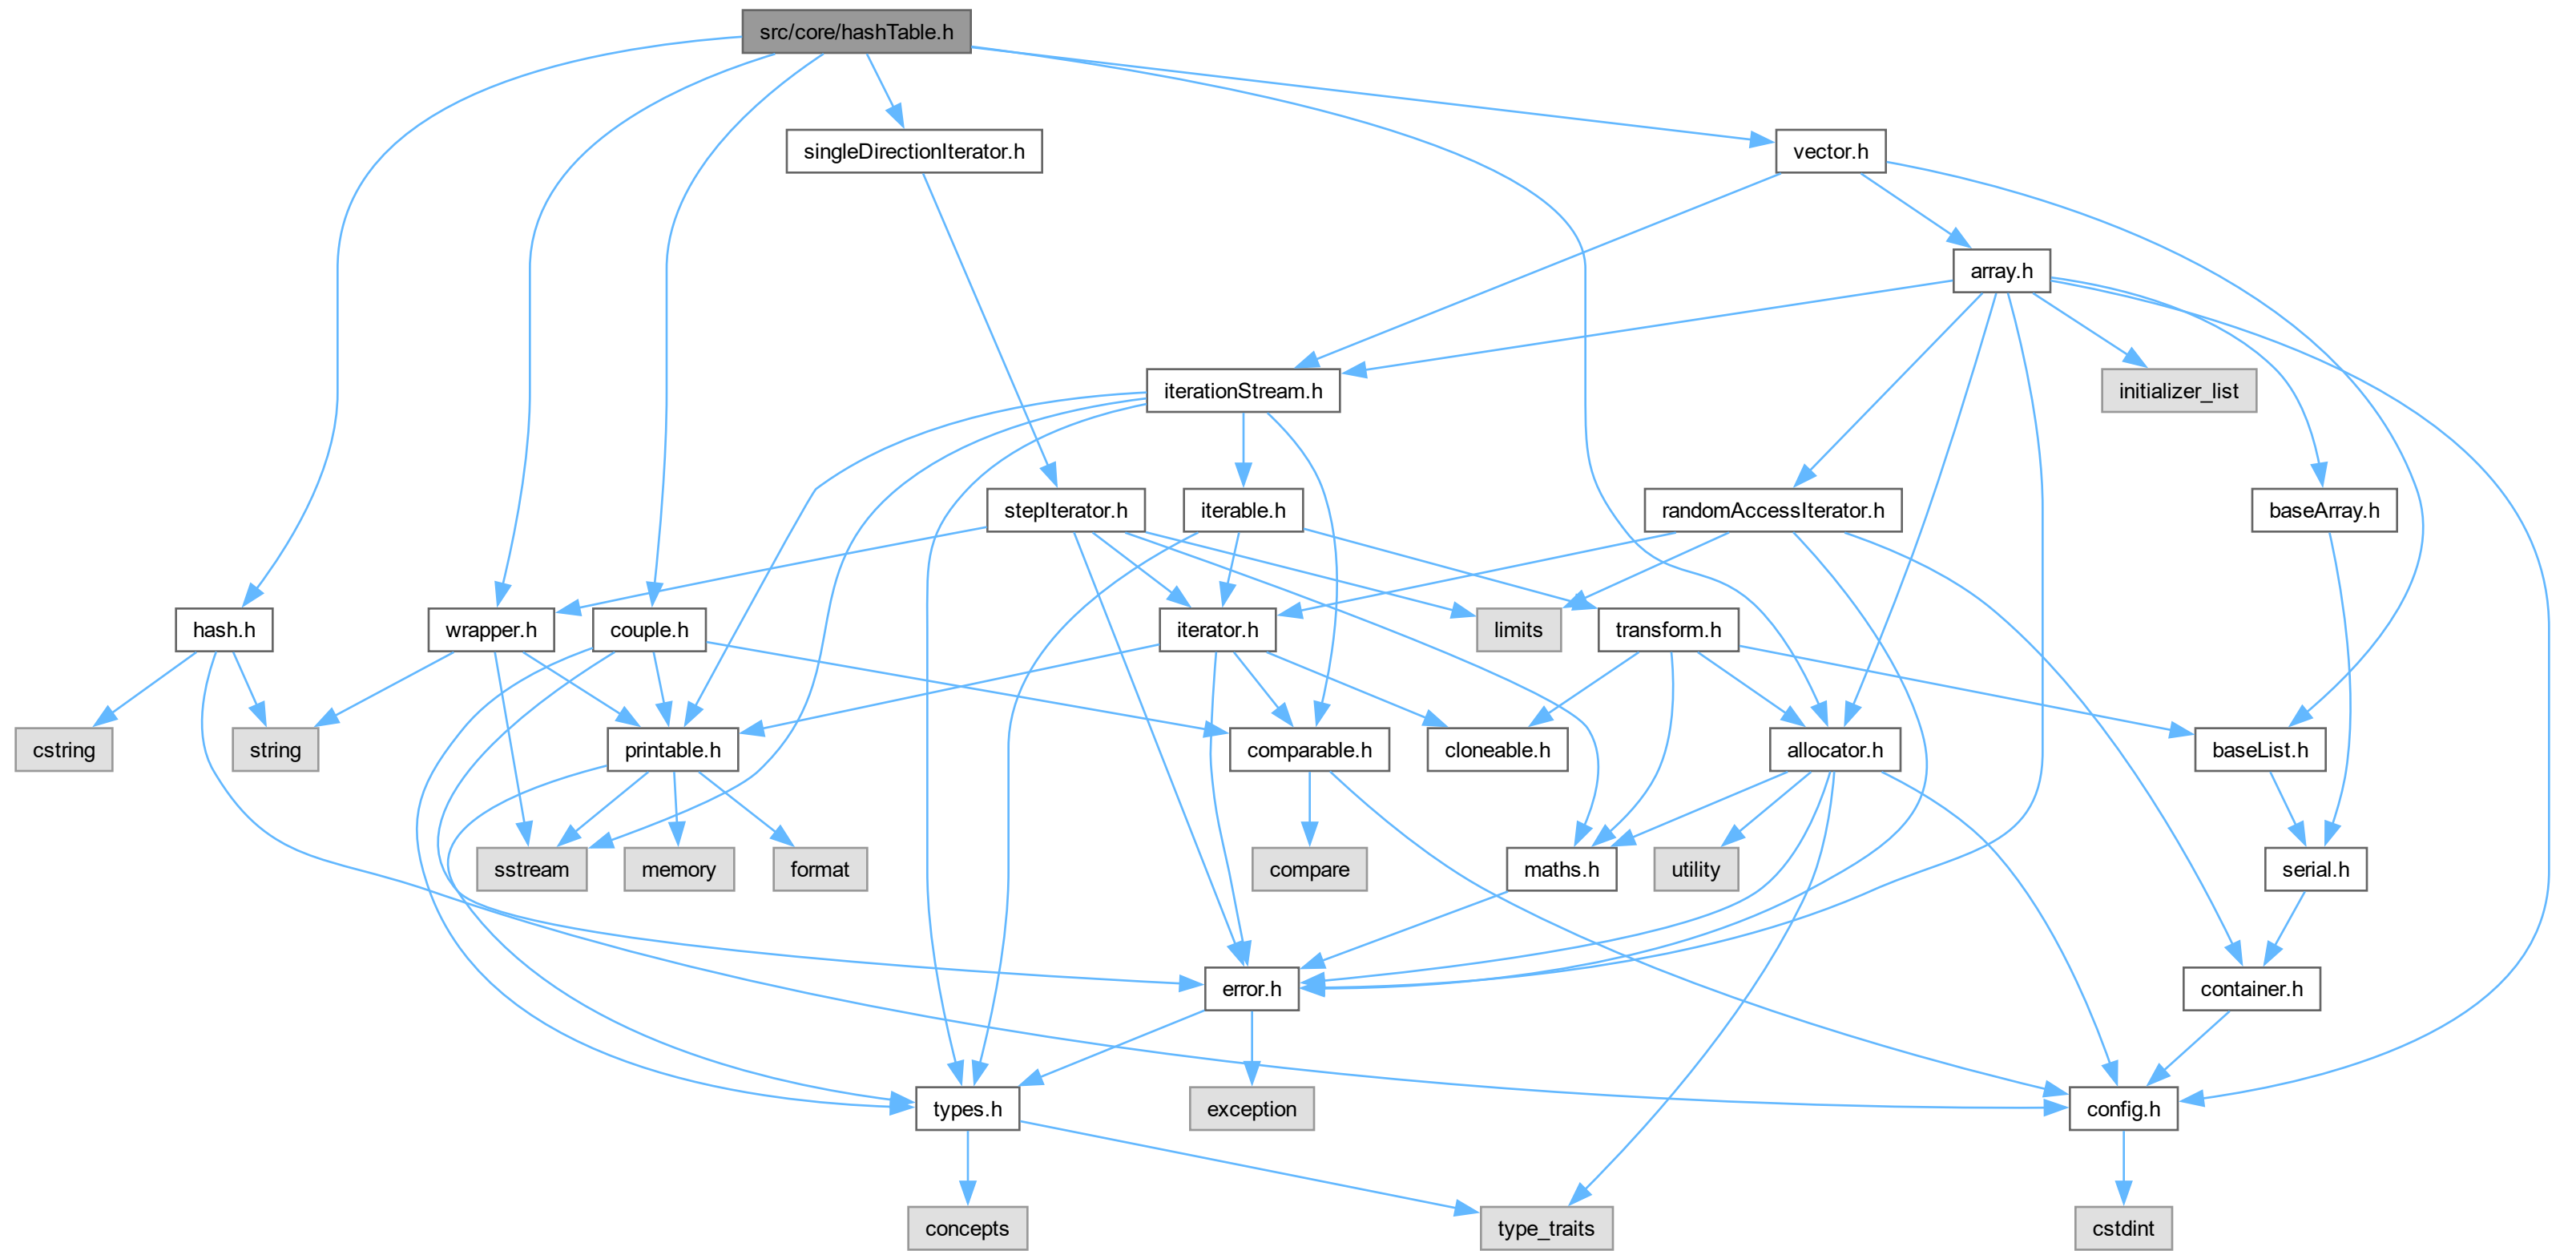 src/core/hashTable.h
singleDirectionIterator.h
vector.h
array.h
iterationStream.h
initializer_list
stepIterator.h
iterable.h
randomAccessIterator.h
baseArray.h
hash.h
wrapper.h
couple.h
iterator.h
limits
transform.h
cstring
string
printable.h
comparable.h
cloneable.h
allocator.h
baseList.h
sstream
memory
format
compare
maths.h
utility
serial.h
error.h
container.h
types.h
exception
config.h
concepts
type_traits
cstdint